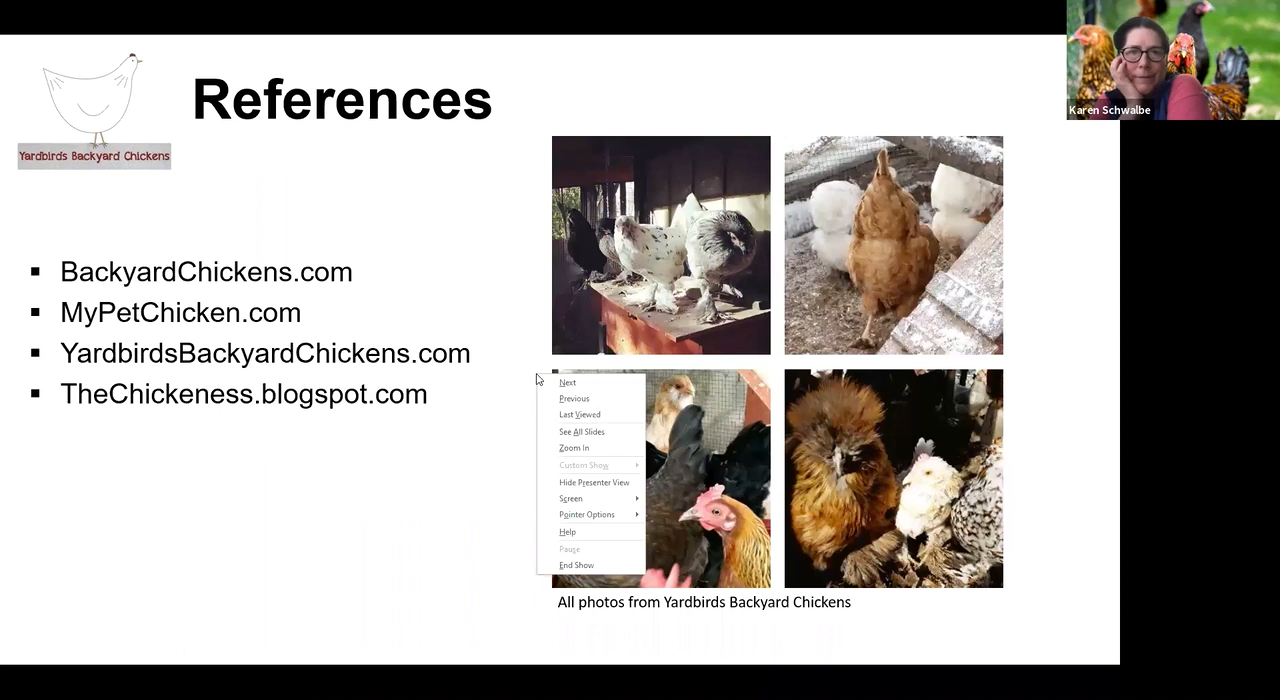 Karen Schwalbe
Yardbirds Backyard Chickens
References
▪ BackyardChickens.com
▪ MyPetChicken.com
▪ YardbirdsBackyardChickens.com
▪ TheChickeness.blogspot.com
Next
Previous
Last Viewed
See All Slides
Zoom In
Custom Show
Hide Presenter View
Screen
Pointer Options
Help
Pause
End Show
All photos from Yardbirds Backyard Chickens